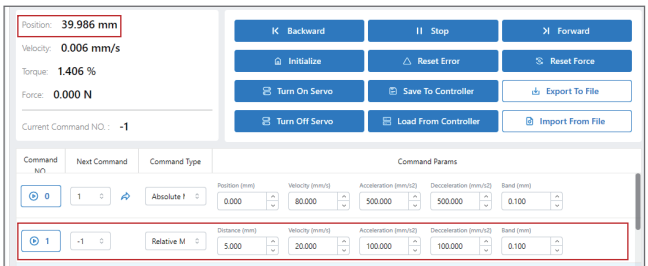 Position: 39.986 mm
Velocity: 0.006 mm/s
Torque: 1.406 %
Force: 0.000 N
Current Command NO. : -1
Backward Stop Forward
Initialize Reset Error Reset Force
Turn On Servo Save To Controller Export To File
Turn Off Servo Load From Controller Import From File
Command NO. Next Command Command Type Command Params
Position (mm) Velocity (mm/s) Acceleration (mm/s2) Decceleration (mm/s2) Band (mm)
0 1 Absolute 0.000 80.000 500.000 500.000 0.100
Distance (mm) Velocity (mm/s) Acceleration (mm/s2) Decceleration (mm/s2) Band (mm)
1 -1 Relative M 5.000 20.000 100.000 100.000 0.100